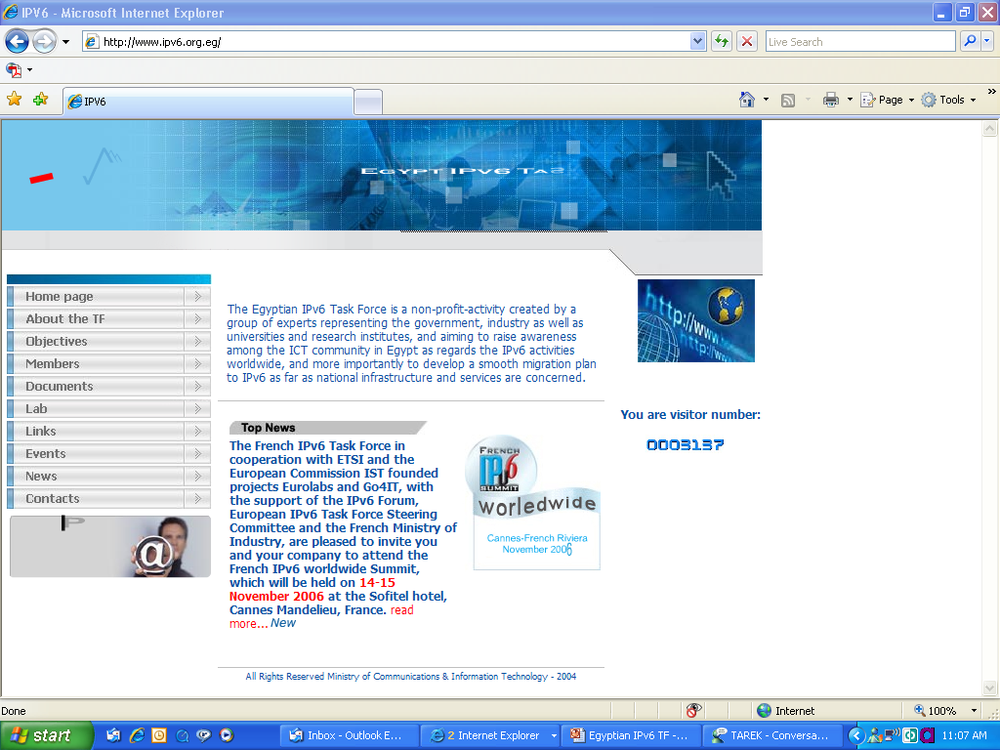 IPV6 - Microsoft Internet Explorer
http://www.ipv6.org.eg/
Live Search
IPV6
Page
Tools
EGYPT IPV6 TAS
Home page
About the TF
Objectives
Members
Documents
Lab
Links
Events
News
Contacts
P
@
The Egyptian IPv6 Task Force is a non-profit-activity created by a
group of experts representing the government, industry as well as
universities and research institutes, and aiming to raise awareness
among the ICT community in Egypt as regards the IPv6 activities
worldwide, and more importantly to develop a smooth migration plan
to IPv6 as far as national infrastructure and services are concerned.
Top News
The French IPv6 Task Force in
cooperation with ETSI and the
European Commission IST founded
projects Eurolabs and Go4IT, with
the support of the IPv6 Forum,
European IPv6 Task Force Steering
Committee and the French Ministry of
Industry, are pleased to invite you
and your company to attend the
French IPv6 worldwide Summit,
which will be held on 14-15
November 2006 at the Sofitel hotel,
Cannes Mandelieu, France. read
more... New
FRENCH
IPV6
SUMMIT
worledwide
Cannes-French Riviera
November 2006
http://www
http://www.
You are visitor number:
0003137
All Rights Reserved Ministry of Communications & Information Technology - 2004
Done
Internet
100%
start
Inbox - Outlook E...
2 Internet Explorer
Egyptian IPv6 TF -...
TAREK - Conversa...
11:07 AM